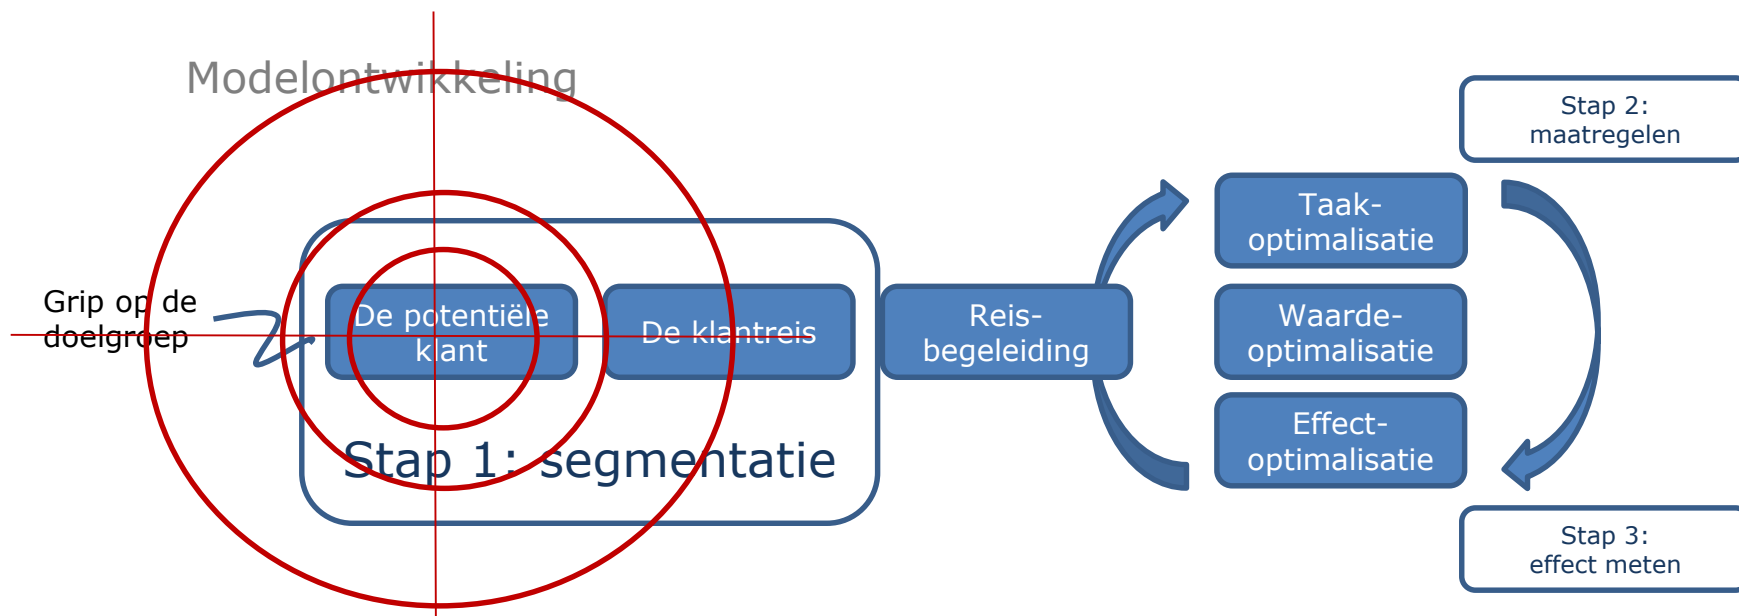 Modelontwikkeling
Grip op de
doelgroep
De potentiële
klant
De klantreis
Stap 1: segmentatie
Reis-
begeleiding
Taak-
optimalisatie
Waarde-
optimalisatie
Effect-
optimalisatie
Stap 2:
maatregelen
Stap 3:
effect meten